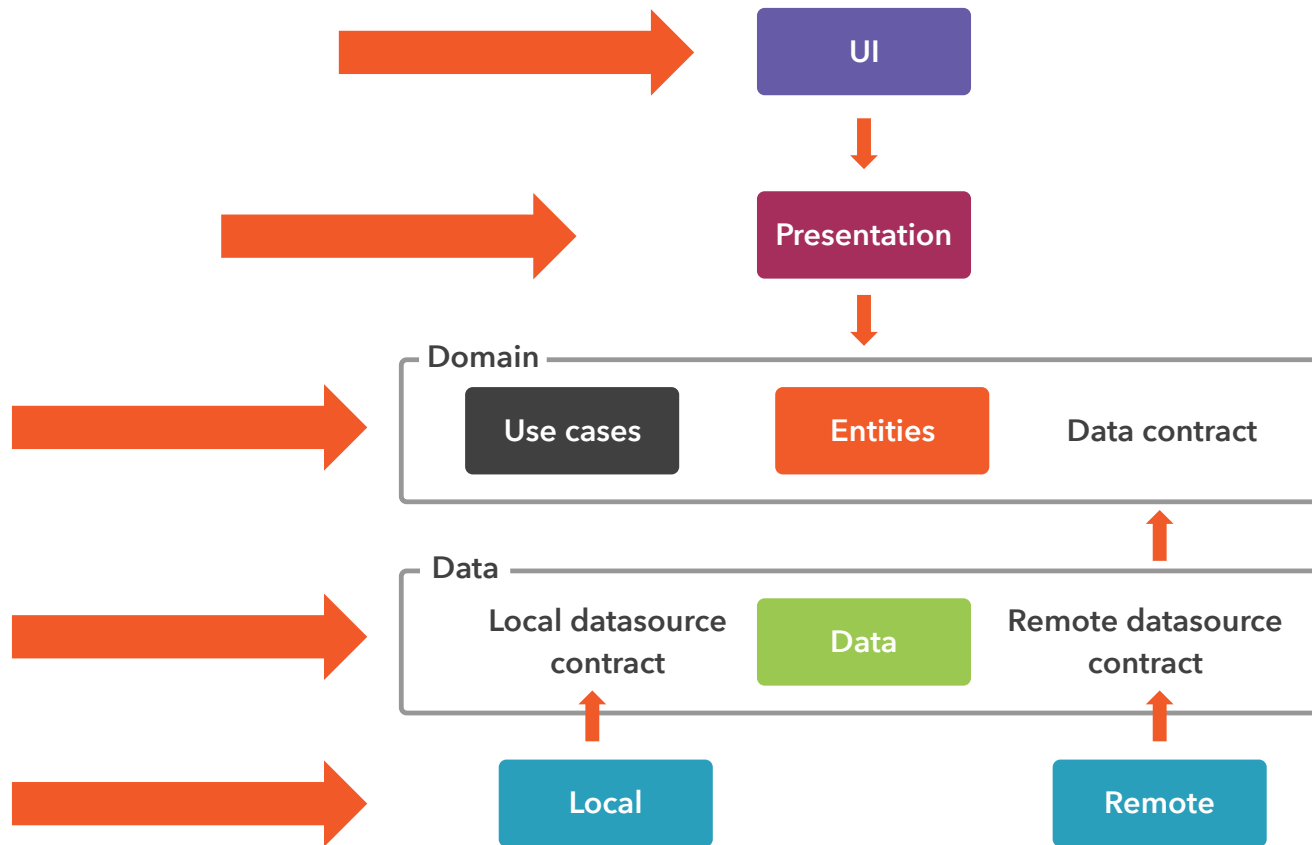 UI
Presentation
Domain
Use cases
Entities
Data contract
Data
Local datasource
contract
Data
Remote datasource
contract
Local
Remote